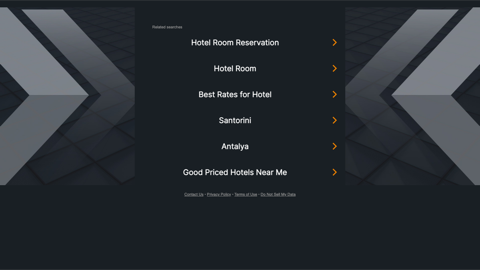 Related searches
Hotel Room Reservation
Hotel Room
Best Rates for Hotel
Santorini
Antalya
Good Priced Hotels Near Me
Contact Us - Privacy Policy - Terms of Use - Do Not Sell My Data